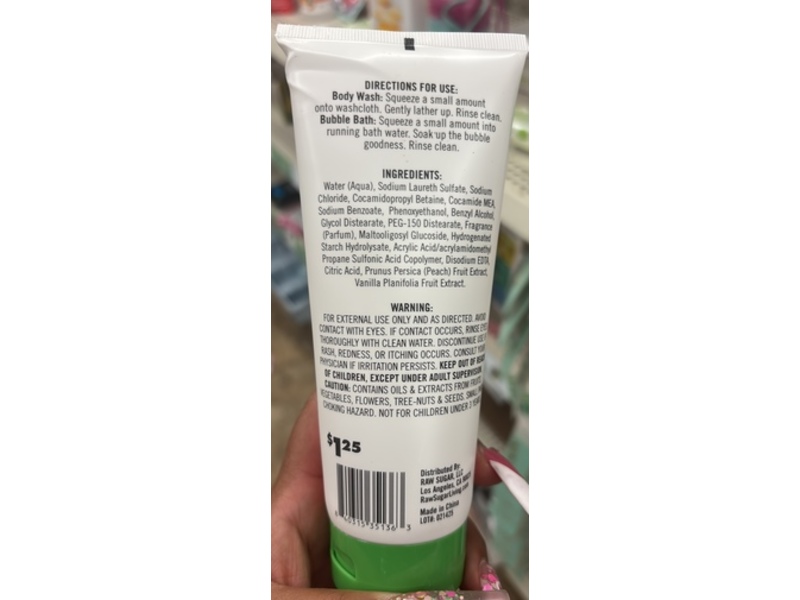 DIRECTIONS FOR USE:
Body Wash: Squeeze a small amount
onto washcloth. Gently lather up. Rinse clean.
Bubble Bath: Squeeze a small amount into
running bath water. Soak up the bubble
goodness. Rinse clean.
INGREDIENTS:
Water (Aqua), Sodium Laureth Sulfate, Sodium
Chloride, Cocamidopropyl Betaine, Cocamide MEA,
Sodium Benzoate, Phenoxyethanol, Benzyl Alcohol,
Glycol Distearate, PEG-150 Distearate, Fragrance
(Parfum), Maltooligosyl Glucoside, Hydrogenated
Starch Hydrolysate, Acrylic Acid/acrylamidomethyl
Propane Sulfonic Acid Copolymer, Disodium EDTA,
Citric Acid, Prunus Persica (Peach) Fruit Extract,
Vanilla Planifolia Fruit Extract.
WARNING:
FOR EXTERNAL USE ONLY AND AS DIRECTED. AVOID
CONTACT WITH EYES. IF CONTACT OCCURS, RINSE EYES
THOROUGHLY WITH CLEAN WATER. DISCONTINUE USE
RASH, REDNESS, OR ITCHING OCCURS. CONSULT YOUR
PHYSICIAN IF IRRITATION PERSISTS. KEEP OUT OF REACH
OF CHILDREN, EXCEPT UNDER ADULT SUPERVISION.
CAUTION: CONTAINS OILS & EXTRACTS FROM FRUITS,
VEGETABLES, FLOWERS, TREE-NUTS & SEEDS. SMALL
CHOKING HAZARD. NOT FOR CHILDREN UNDER 3
$1.25
Distributed By
RAW SUGAR, LLC
Los Angeles, CA
RawSugarLiving.com
Made in China
LOT#: 021425
40315 35136 3